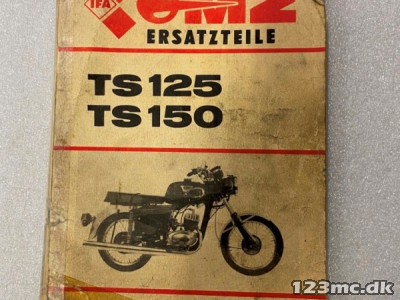 IFA
MZ
ERSATZTEILE
TS 125
TS 150
123mc.dk